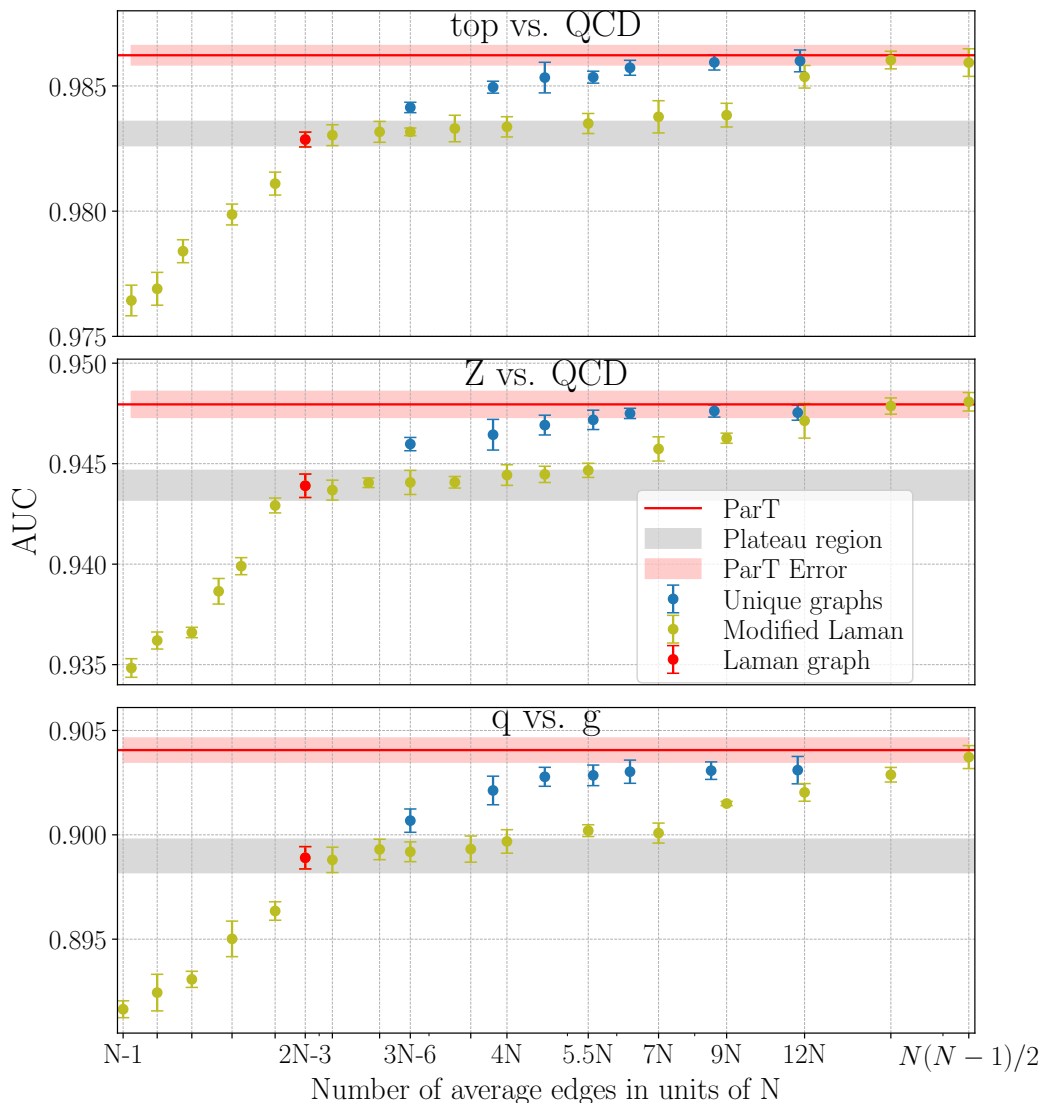 top vs. QCD
0.985
0.980
0.975
Z vs. QCD
0.950
0.945
0.940
0.935
AUC
ParT
Plateau region
ParT Error
Unique graphs
Modified Laman
Laman graph
q vs. g
0.905
0.900
0.895
N-1 2N-3 3N-6 4N 5.5N 7N 9N 12N N(N − 1)/2
Number of average edges in units of N